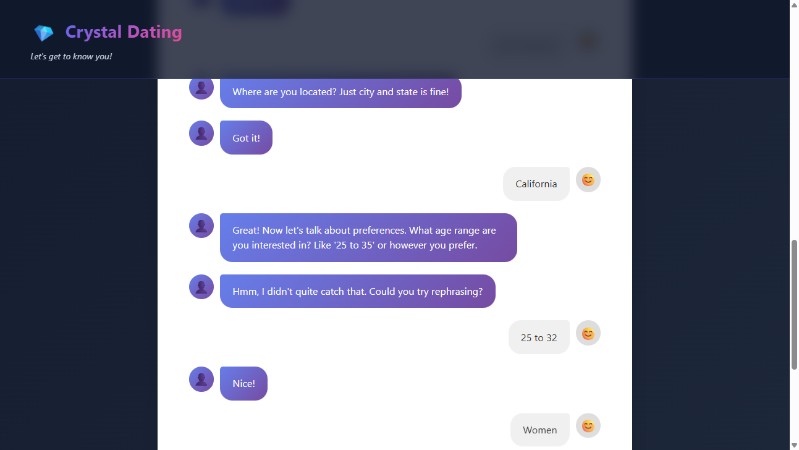 Crystal Dating
Let's get to know you!
Where are you located? Just city and state is fine!
Got it!
California
Great! Now let's talk about preferences. What age range are
you interested in? Like '25 to 35' or however you prefer.
Hmm, I didn't quite catch that. Could you try rephrasing?
25 to 32
Nice!
Women